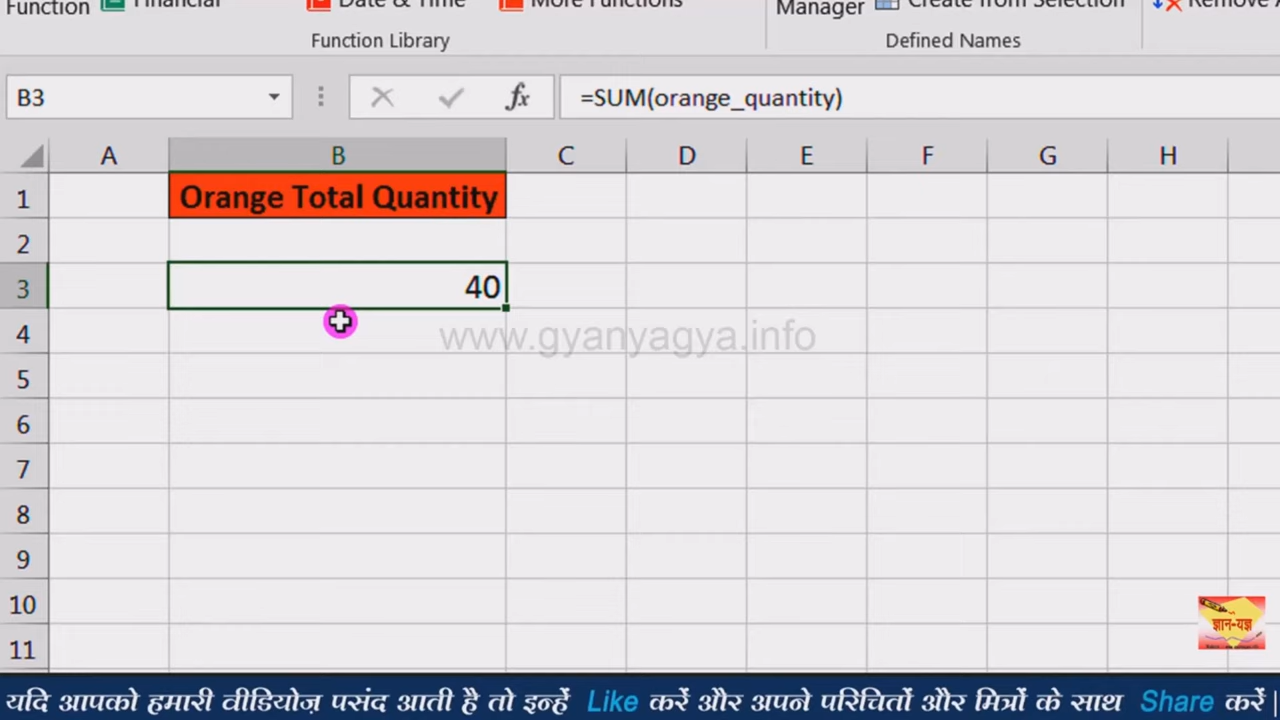 Function Financial Date & Time More Functions Manager Create from Selection Remove A
Function Library Defined Names
B3 fx =SUM(orange_quantity)
A B C D E F G H
1 Orange Total Quantity
2
3 40
4
www.gyanyagya.info
5
6
7
8
9
10
ज्ञान-यज्ञ
11
यदि आपको हमारी वीडियोज़ पसंद आती है तो इन्हें Like करें और अपने परिचितों और मित्रों के साथ Share करें |